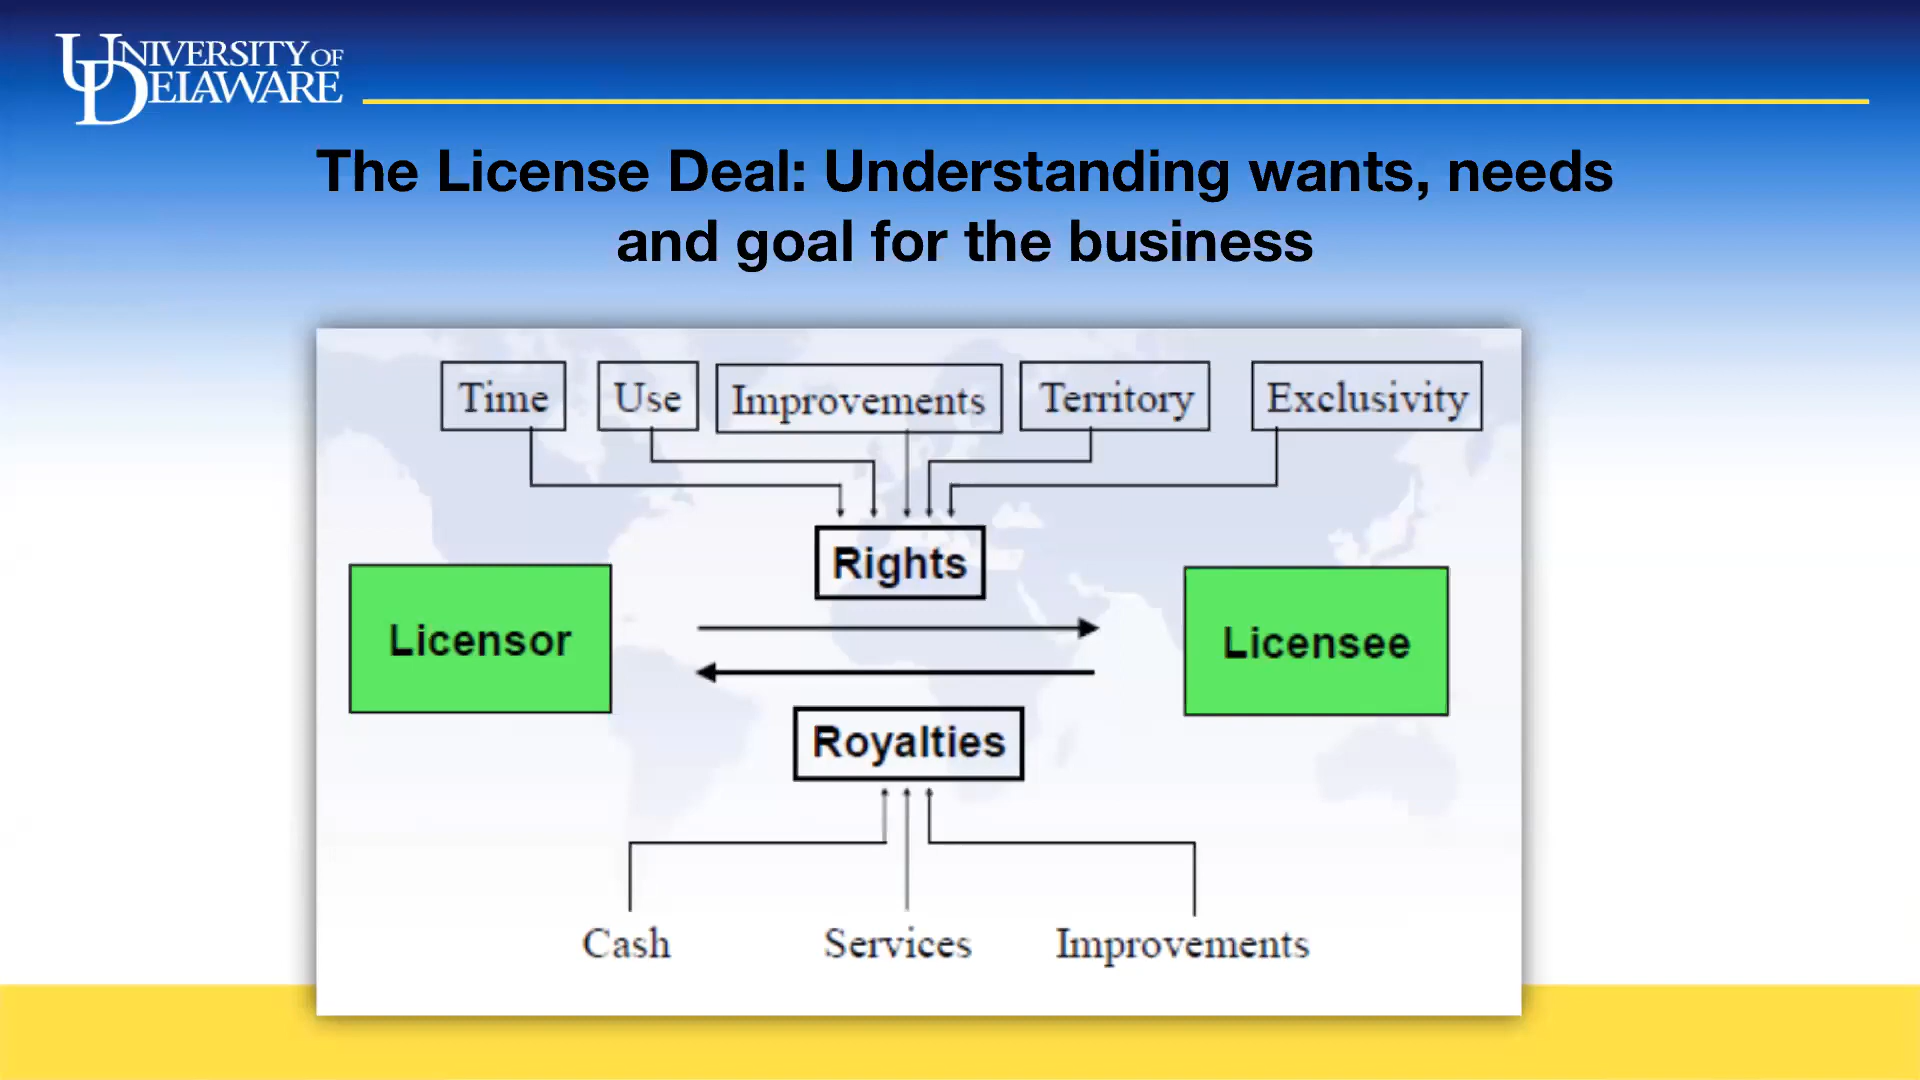 UNIVERSITY OF
DELAWARE
The License Deal: Understanding wants, needs
and goal for the business
Time Use Improvements Territory Exclusivity
Rights
Licensor Licensee
Royalties
Cash Services Improvements